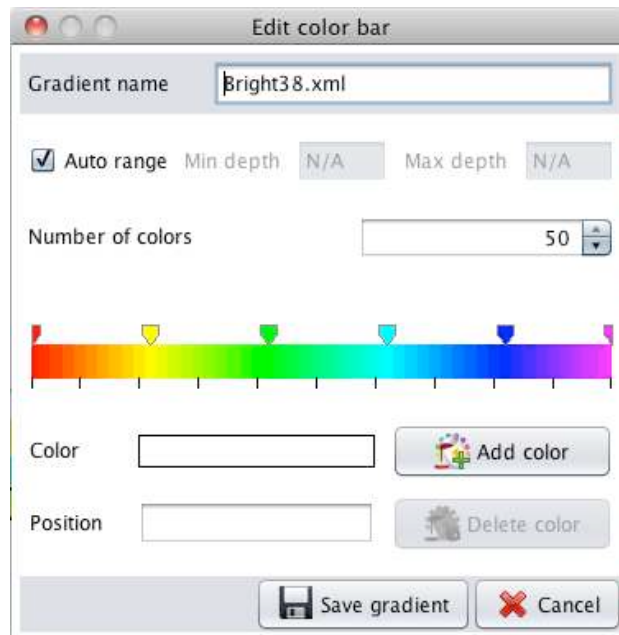 Edit color bar
Gradient name Bright38.xml
Auto range Min depth N/A Max depth N/A
Number of colors 50
Color Add color
Position Delete color
Save gradient Cancel